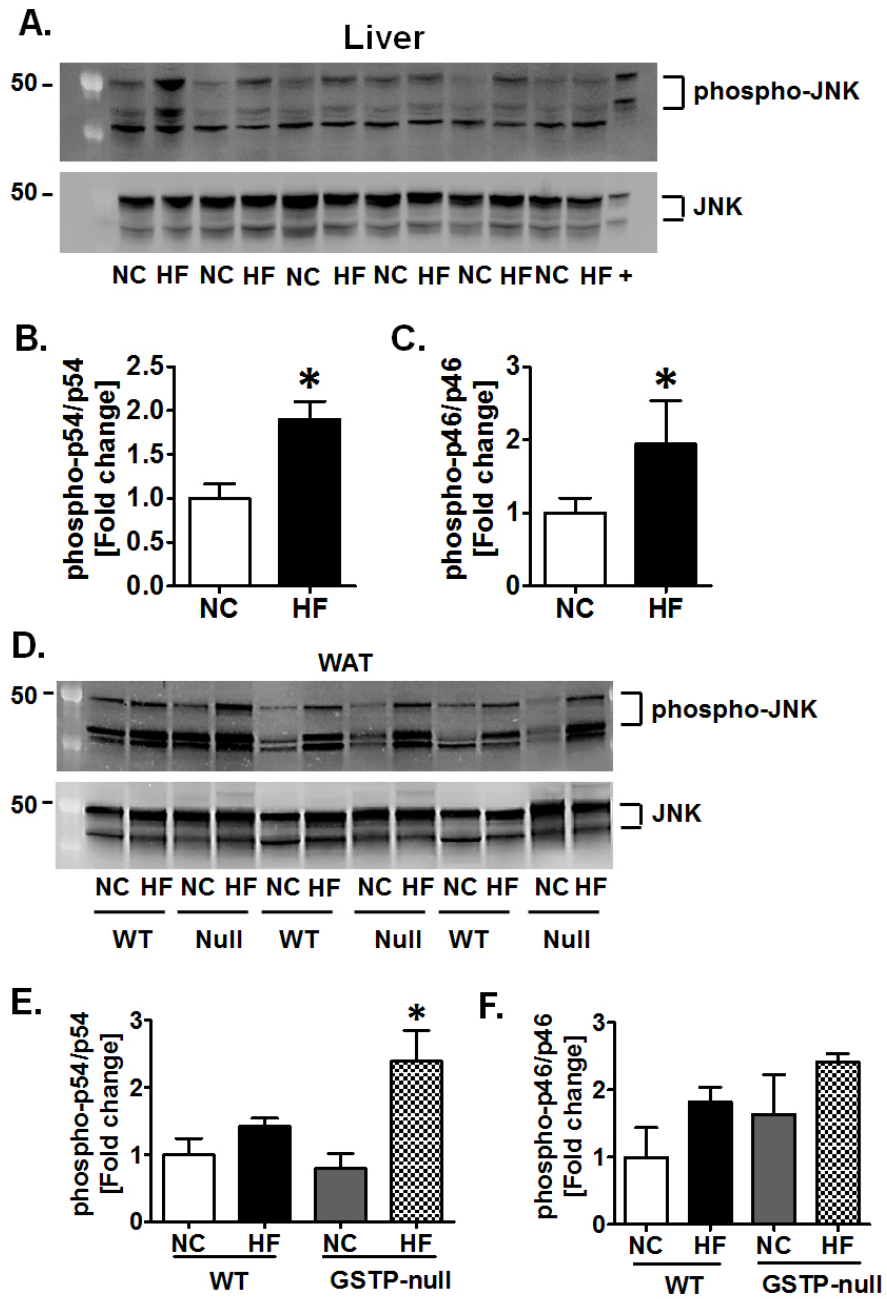 A.
Liver
50 –
phospho-JNK
50 –
JNK
NC HF NC HF NC HF NC HF NC HF NC HF +
B.
phospho-p54/p54
[Fold change]
2.5
2.0
1.5
1.0
0.5
0.0
*
NC HF
C.
phospho-p46/p46
[Fold change]
3
2
1
0
*
NC HF
D.
WAT
50 –
phospho-JNK
50 –
JNK
NC HF NC HF NC HF NC HF NC HF NC HF
WT Null WT Null WT Null
E.
phospho-p54/p54
[Fold change]
3
2
1
0
*
NC HF NC HF
WT GSTP-null
F.
phospho-p46/p46
[Fold change]
3
2
1
0
NC HF NC HF
WT GSTP-null